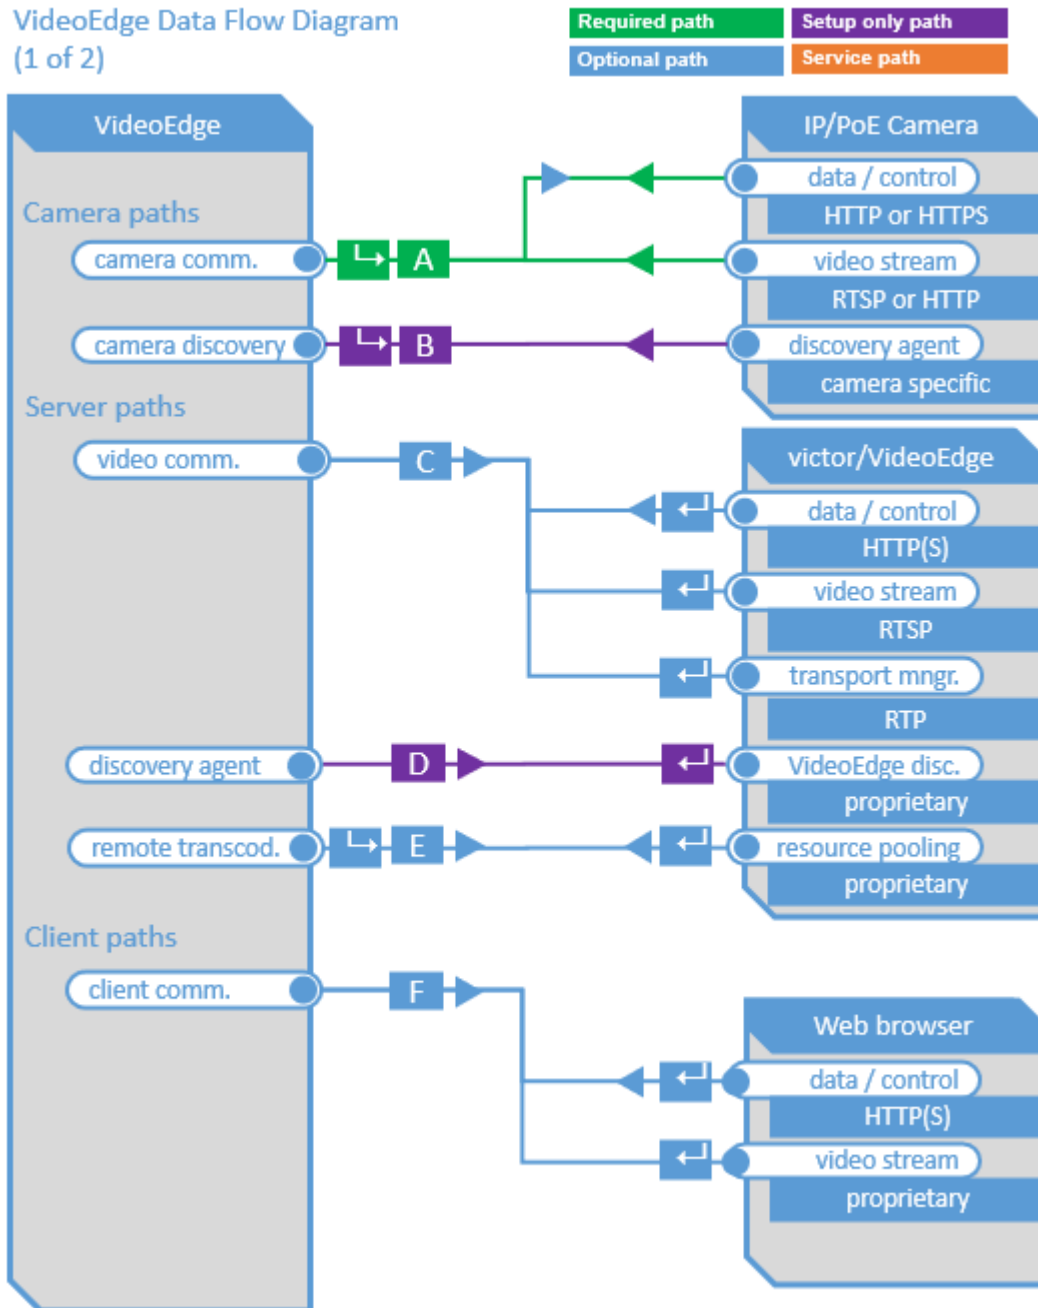 VideoEdge Data Flow Diagram
(1 of 2)
Required path
Setup only path
Optional path
Service path
VideoEdge
Camera paths
camera comm.
A
camera discovery
B
Server paths
video comm.
C
discovery agent
D
remote transcod.
E
Client paths
client comm.
F
IP/PoE Camera
data / control
HTTP or HTTPS
video stream
RTSP or HTTP
discovery agent
camera specific
victor/VideoEdge
data / control
HTTP(S)
video stream
RTSP
transport mngr.
RTP
VideoEdge disc.
proprietary
resource pooling
proprietary
Web browser
data / control
HTTP(S)
video stream
proprietary